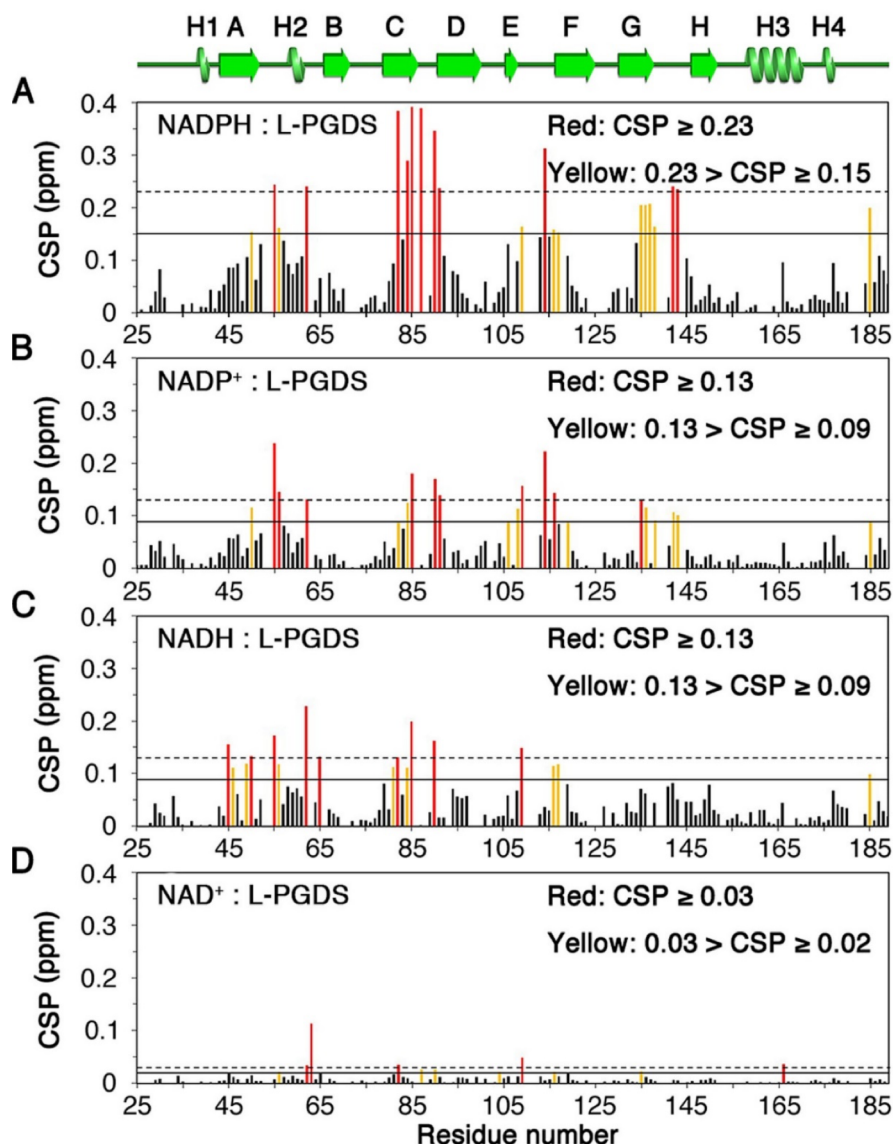 H1 A H2 B C D E F G H H3 H4
A
NADPH : L-PGDS
Red: CSP ≥ 0.23
Yellow: 0.23 > CSP ≥ 0.15
CSP (ppm)
0.4
0.3
0.2
0.1
0
25 45 65 85 105 125 145 165 185
B
NADP⁺ : L-PGDS
Red: CSP ≥ 0.13
Yellow: 0.13 > CSP ≥ 0.09
CSP (ppm)
0.4
0.3
0.2
0.1
0
25 45 65 85 105 125 145 165 185
C
NADH : L-PGDS
Red: CSP ≥ 0.13
Yellow: 0.13 > CSP ≥ 0.09
CSP (ppm)
0.4
0.3
0.2
0.1
0
25 45 65 85 105 125 145 165 185
D
NAD⁺ : L-PGDS
Red: CSP ≥ 0.03
Yellow: 0.03 > CSP ≥ 0.02
CSP (ppm)
0.4
0.3
0.2
0.1
0
25 45 65 85 105 125 145 165 185
Residue number